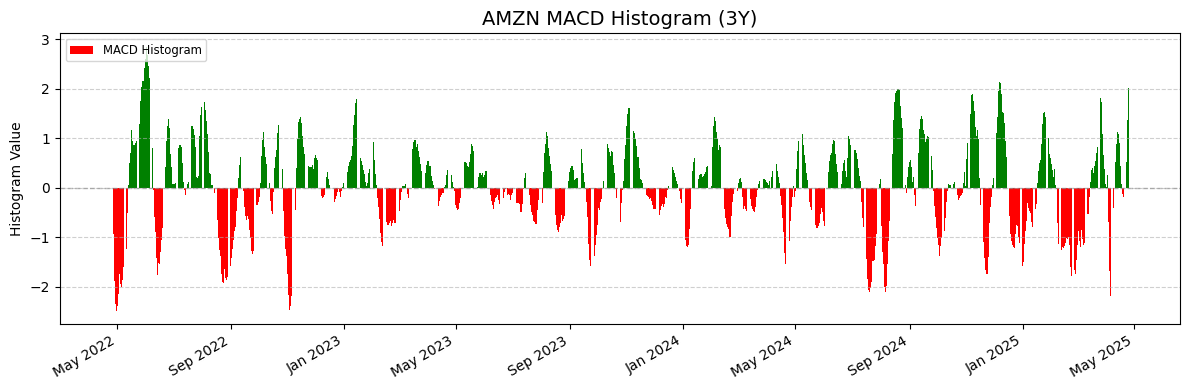 AMZN MACD Histogram (3Y)
MACD Histogram
Histogram Value
3
2
1
0
−1
−2
May 2022
Sep 2022
Jan 2023
May 2023
Sep 2023
Jan 2024
May 2024
Sep 2024
Jan 2025
May 2025